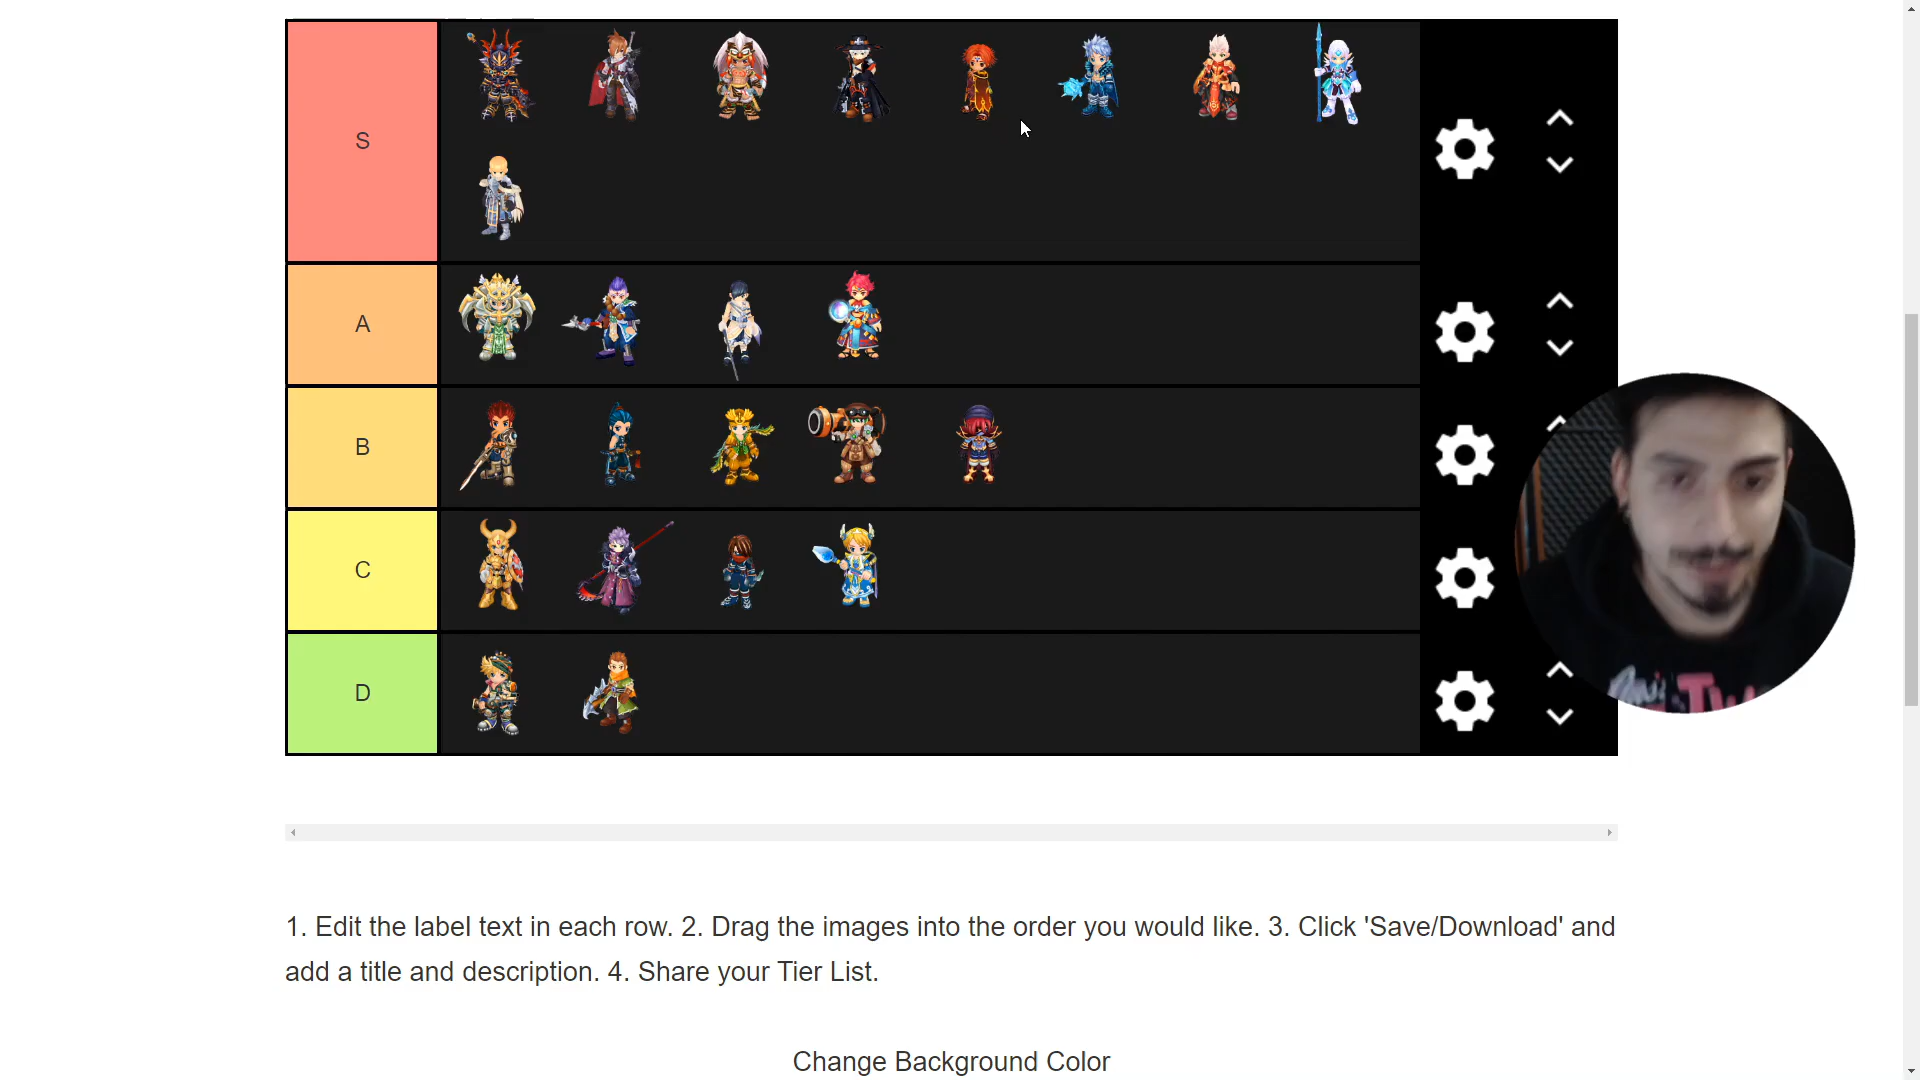 S
A
B
C
D
1. Edit the label text in each row. 2. Drag the images into the order you would like. 3. Click 'Save/Download' and
add a title and description. 4. Share your Tier List.
Change Background Color